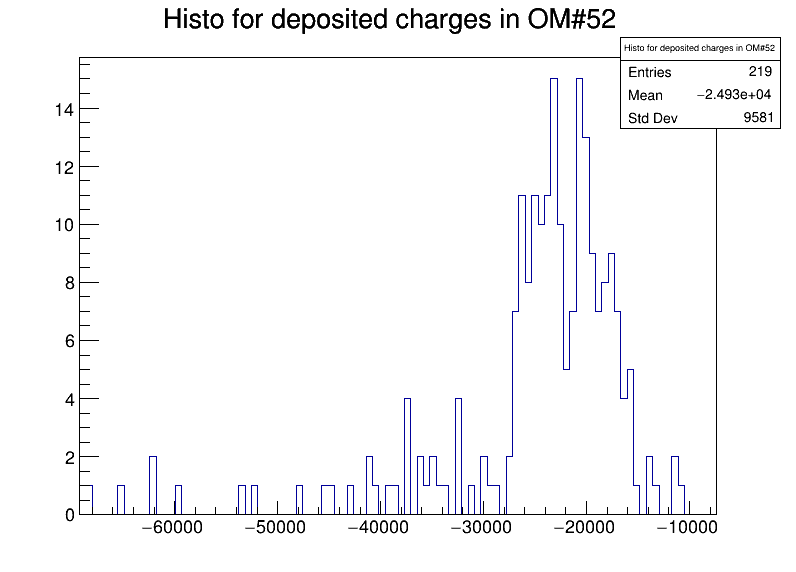 Histo for deposited charges in OM#52
Histo for deposited charges in OM#52
Entries 219
Mean −2.493e+04
Std Dev 9581
14
12
10
8
6
4
2
0
−60000 −50000 −40000 −30000 −20000 −10000